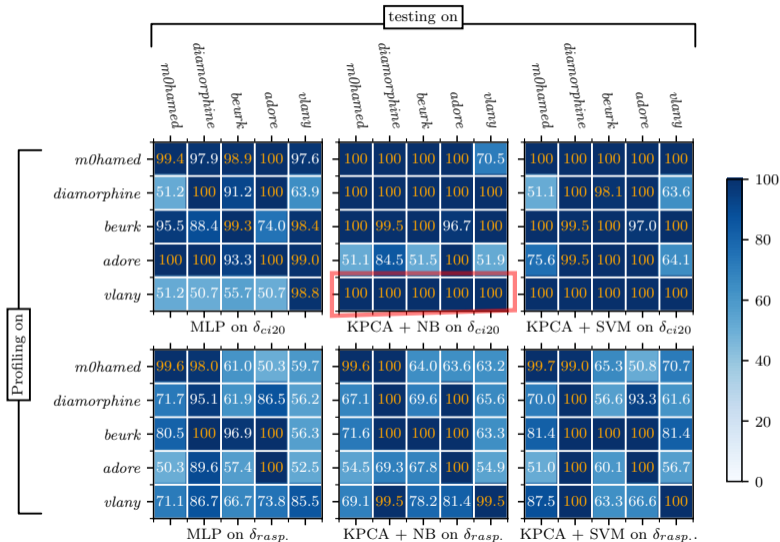 testing on
m0hamed diamorphine beurk adore vlany m0hamed diamorphine beurk adore vlany m0hamed diamorphine beurk adore vlany
Profiling on
m0hamed 99.4 97.9 98.9 100 97.6 100 100 100 100 70.5 100 100 100 100 100
diamorphine 51.2 100 91.2 100 63.9 100 100 100 100 100 51.1 100 98.1 100 63.6
beurk 95.5 88.4 99.3 74.0 98.4 100 99.5 100 96.7 100 100 99.5 100 97.0 100
adore 100 100 93.3 100 99.0 51.1 84.5 51.5 100 51.9 75.6 99.5 100 100 64.1
vlany 51.2 50.7 55.7 50.7 98.8 100 100 100 100 100 100 100 100 100 100
MLP on δci20 KPCA + NB on δci20 KPCA + SVM on δci20
m0hamed 99.6 98.0 61.0 50.3 59.7 99.6 100 64.0 63.6 63.2 99.7 99.0 65.3 50.8 70.7
diamorphine 71.7 95.1 61.9 86.5 56.2 67.1 100 69.6 100 65.6 70.0 100 56.6 93.3 61.6
beurk 80.5 100 96.9 100 56.3 71.6 100 100 100 63.3 81.4 100 100 100 81.4
adore 50.3 89.6 57.4 100 52.5 54.5 69.3 67.8 100 54.9 51.0 100 60.1 100 56.7
vlany 71.1 86.7 66.7 73.8 85.5 69.1 99.5 78.2 81.4 99.5 87.5 100 63.3 66.6 100
MLP on δrasp. KPCA + NB on δrasp. KPCA + SVM on δrasp..
100
80
60
40
20
0